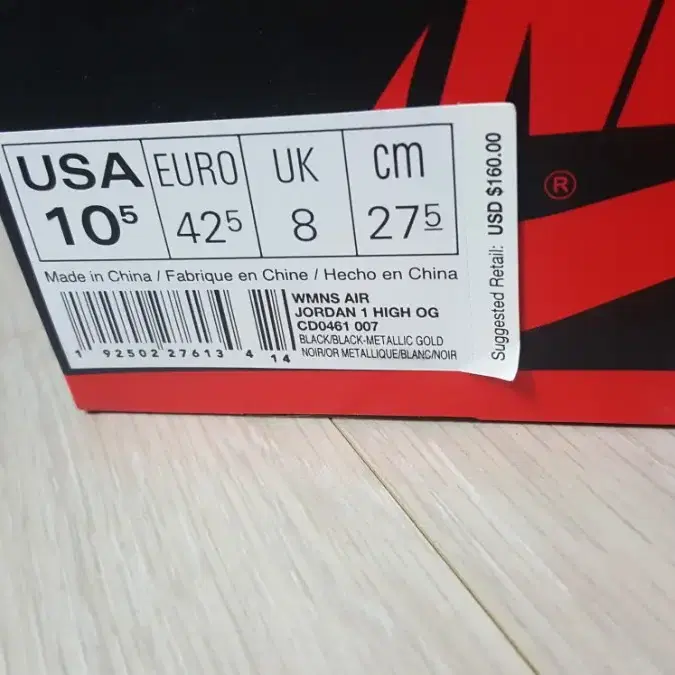 USA EURO UK cm
10⁵ 42⁵ 8 27⁵
Made in China / Fabrique en Chine / Hecho en China
WMNS AIR
JORDAN 1 HIGH OG
CD0461 007
BLACK/BLACK-METALLIC GOLD
NOIR/OR METALLIQUE/BLANC/NOIR
1 92502 27613 4 14
Suggested Retail: USD $160.00
®